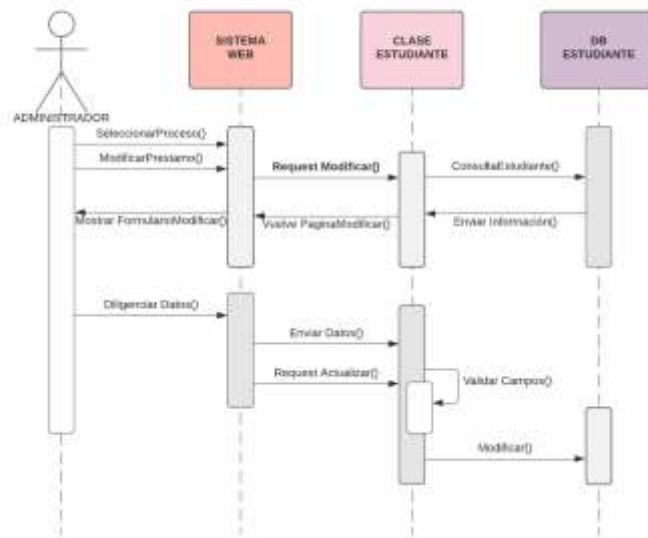 SISTEMA
WEB
CLASE
ESTUDIANTE
DB
ESTUDIANTE
ADMINISTRADOR
SeleccionarProceso()
ModificarPrestamo()
Request Modificar()
ConsultaEstudiante()
Mostrar FormularioModificar()
Vuelve PaginaModificar()
Enviar Información()
Diligenciar Datos()
Enviar Datos()
Request Actualizar()
Validar Campos()
Modificar()